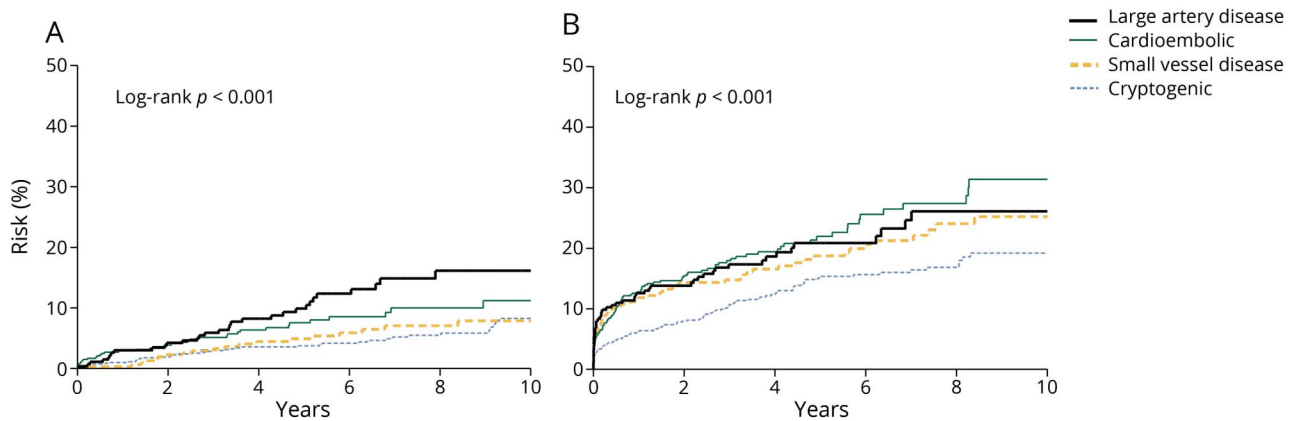 A
50
40
30
20
10
0
Risk (%)
Log-rank p < 0.001
0 2 4 6 8 10
Years
B
50
40
30
20
10
0
Log-rank p < 0.001
0 2 4 6 8 10
Years
Large artery disease
Cardioembolic
Small vessel disease
Cryptogenic